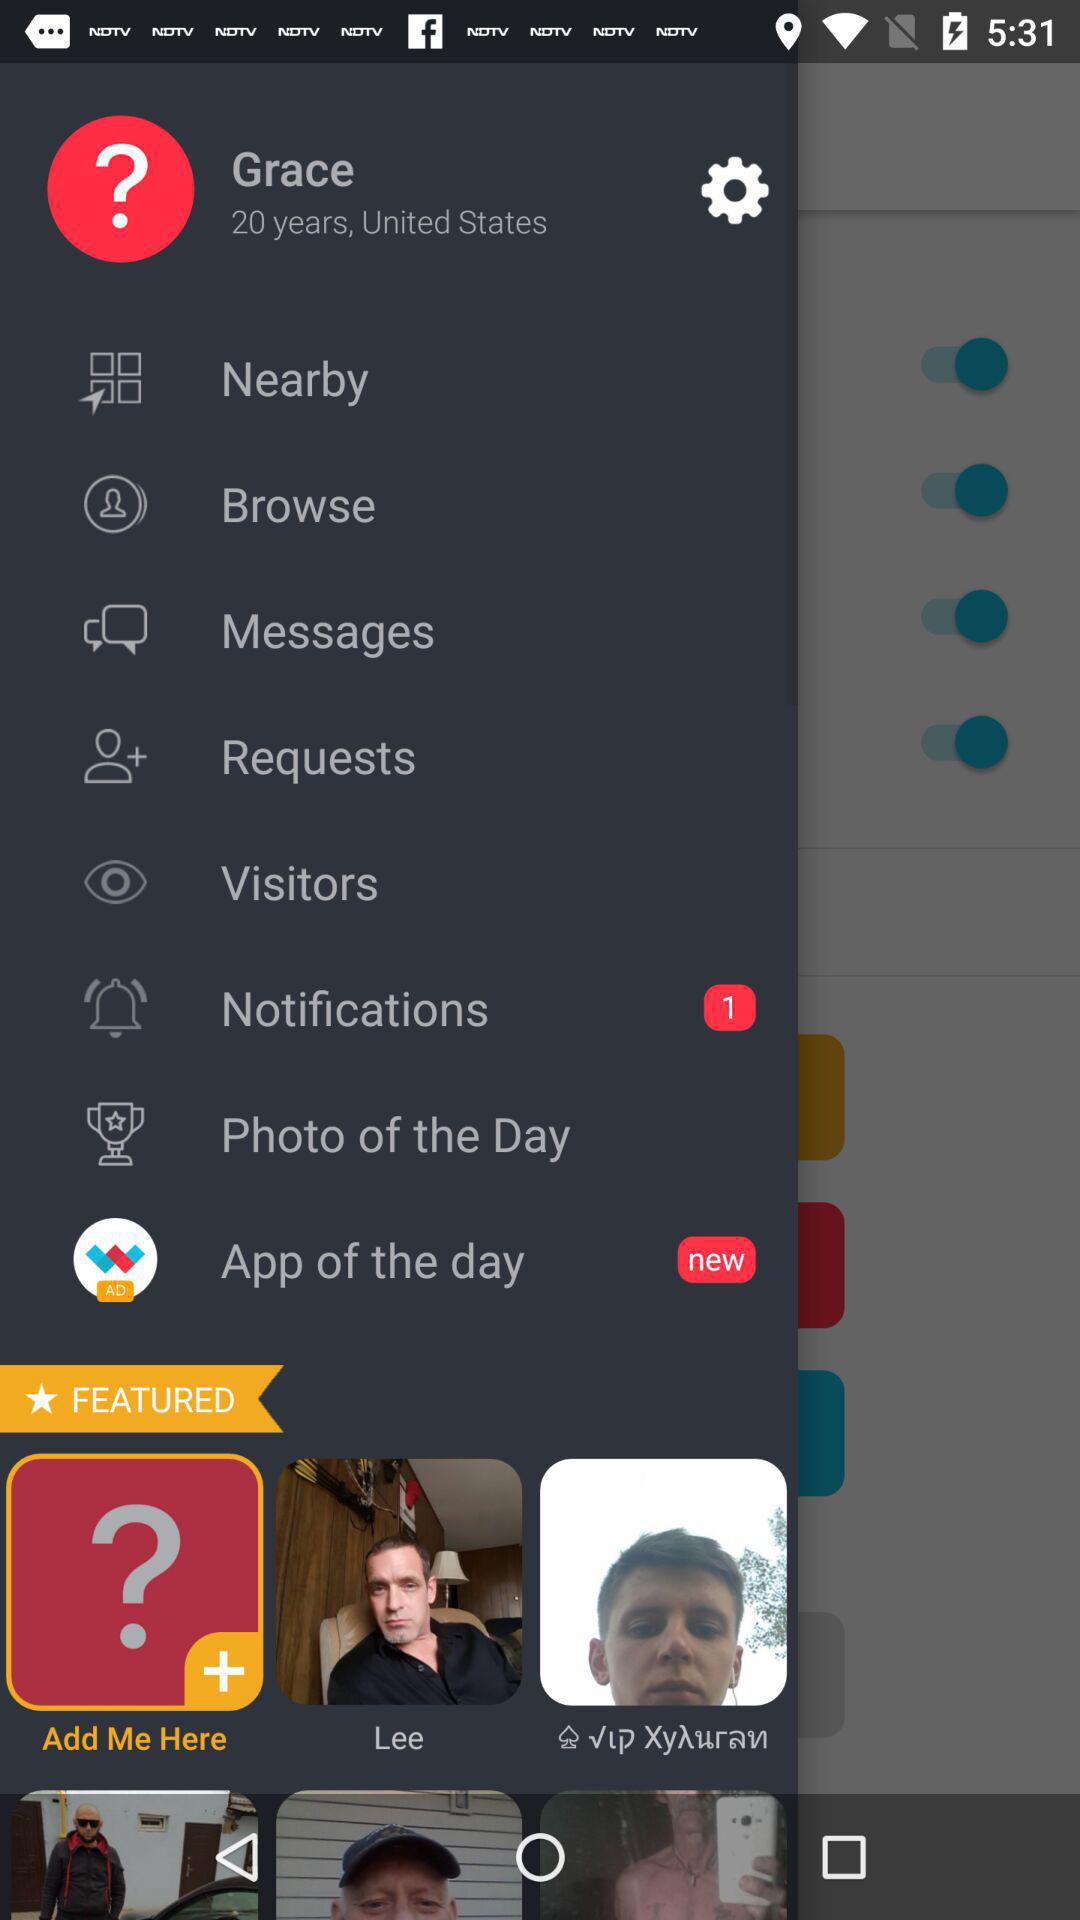 NDTV NDTV NDTV NDTV NDTV f NDTV NDTV NDTV NDTV 5:31
?
Grace
20 years, United States
Nearby
Browse
Messages
Requests
Visitors
Notifications 1
Photo of the Day
AD
App of the day new
★ FEATURED
?
+
Add Me Here Lee